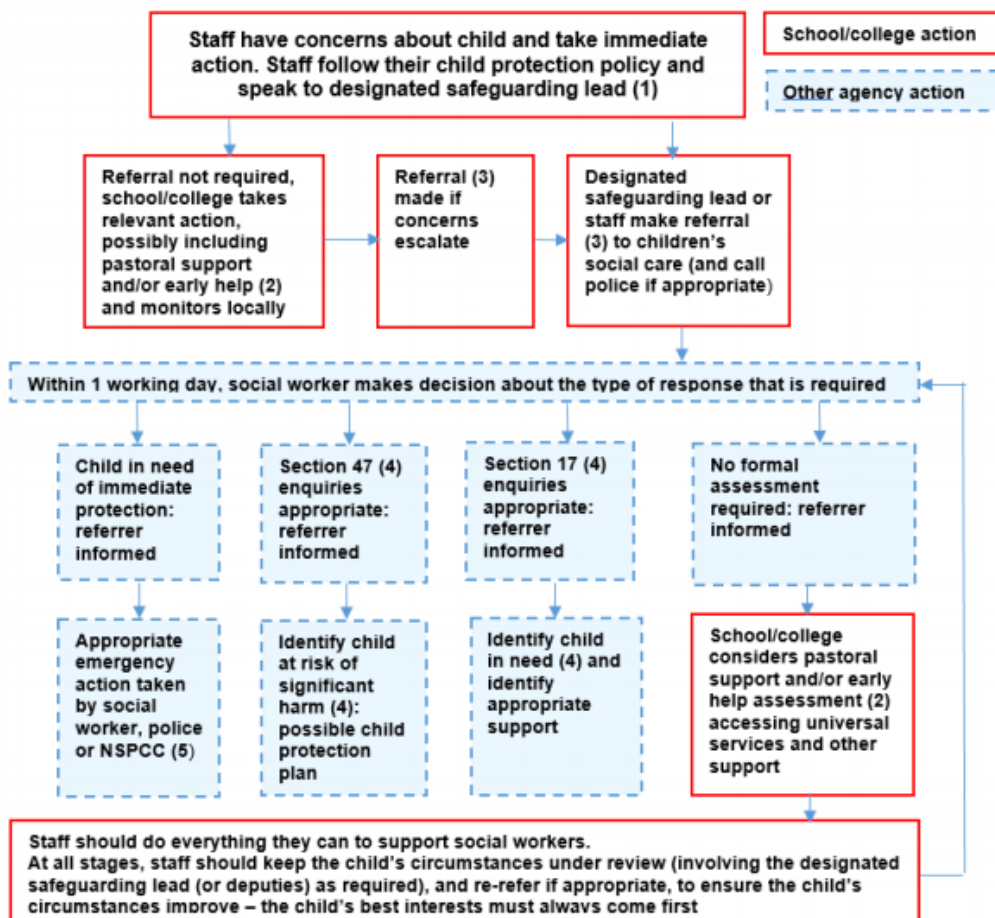 Staff have concerns about child and take immediate
action. Staff follow their child protection policy and
speak to designated safeguarding lead (1)
School/college action
Other agency action
Referral not required,
school/college takes
relevant action,
possibly including
pastoral support
and/or early help (2)
and monitors locally
Referral (3)
made if
concerns
escalate
Designated
safeguarding lead or
staff make referral
(3) to children's
social care (and call
police if appropriate)
Within 1 working day, social worker makes decision about the type of response that is required
Child in need
of immediate
protection:
referrer
informed
Section 47 (4)
enquiries
appropriate:
referrer
informed
Section 17 (4)
enquiries
appropriate:
referrer
informed
No formal
assessment
required: referrer
informed
Appropriate
emergency
action taken
by social
worker, police
or NSPCC (5)
Identify child
at risk of
significant
harm (4):
possible child
protection
plan
Identify child
in need (4) and
identify
appropriate
support
School/college
considers pastoral
support and/or early
help assessment (2)
accessing universal
services and other
support
Staff should do everything they can to support social workers.
At all stages, staff should keep the child's circumstances under review (involving the designated
safeguarding lead (or deputies) as required), and re-refer if appropriate, to ensure the child's
circumstances improve – the child's best interests must always come first